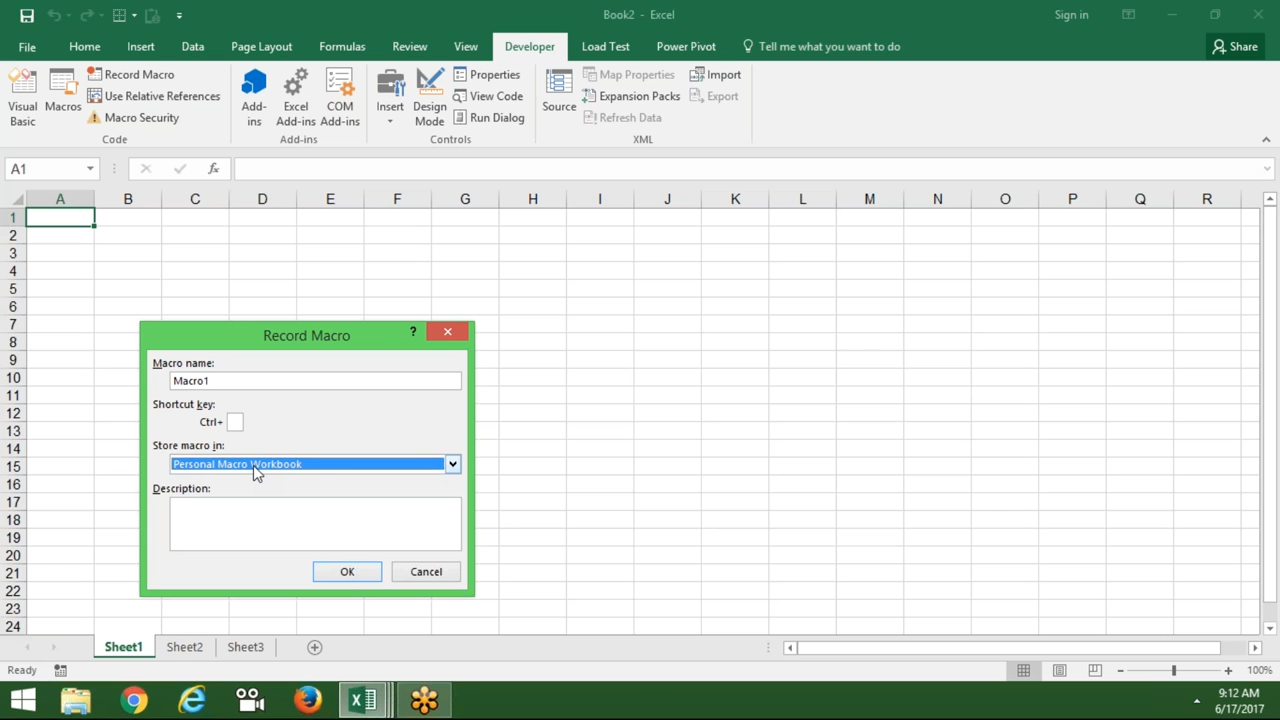 Book2 - Excel
Sign in
File Home Insert Data Page Layout Formulas Review View Developer Load Test Power Pivot Tell me what you want to do Share
Visual Basic
Macros
Record Macro
Use Relative References
Macro Security
Code
Add-ins
Excel Add-ins
COM Add-ins
Add-ins
Insert
Design Mode
Properties
View Code
Run Dialog
Controls
Source
Map Properties
Expansion Packs
Refresh Data
Import
Export
XML
A1
fx
A B C D E F G H I J K L M N O P Q R
1
2
3
4
5
6
7
8
9
10
11
12
13
14
15
16
17
18
19
20
21
22
23
24
Record Macro
?
Macro name:
Macro1
Shortcut key:
Ctrl+
Store macro in:
Personal Macro Workbook
Description:
OK Cancel
Sheet1 Sheet2 Sheet3
Ready
100%
9:12 AM
6/17/2017